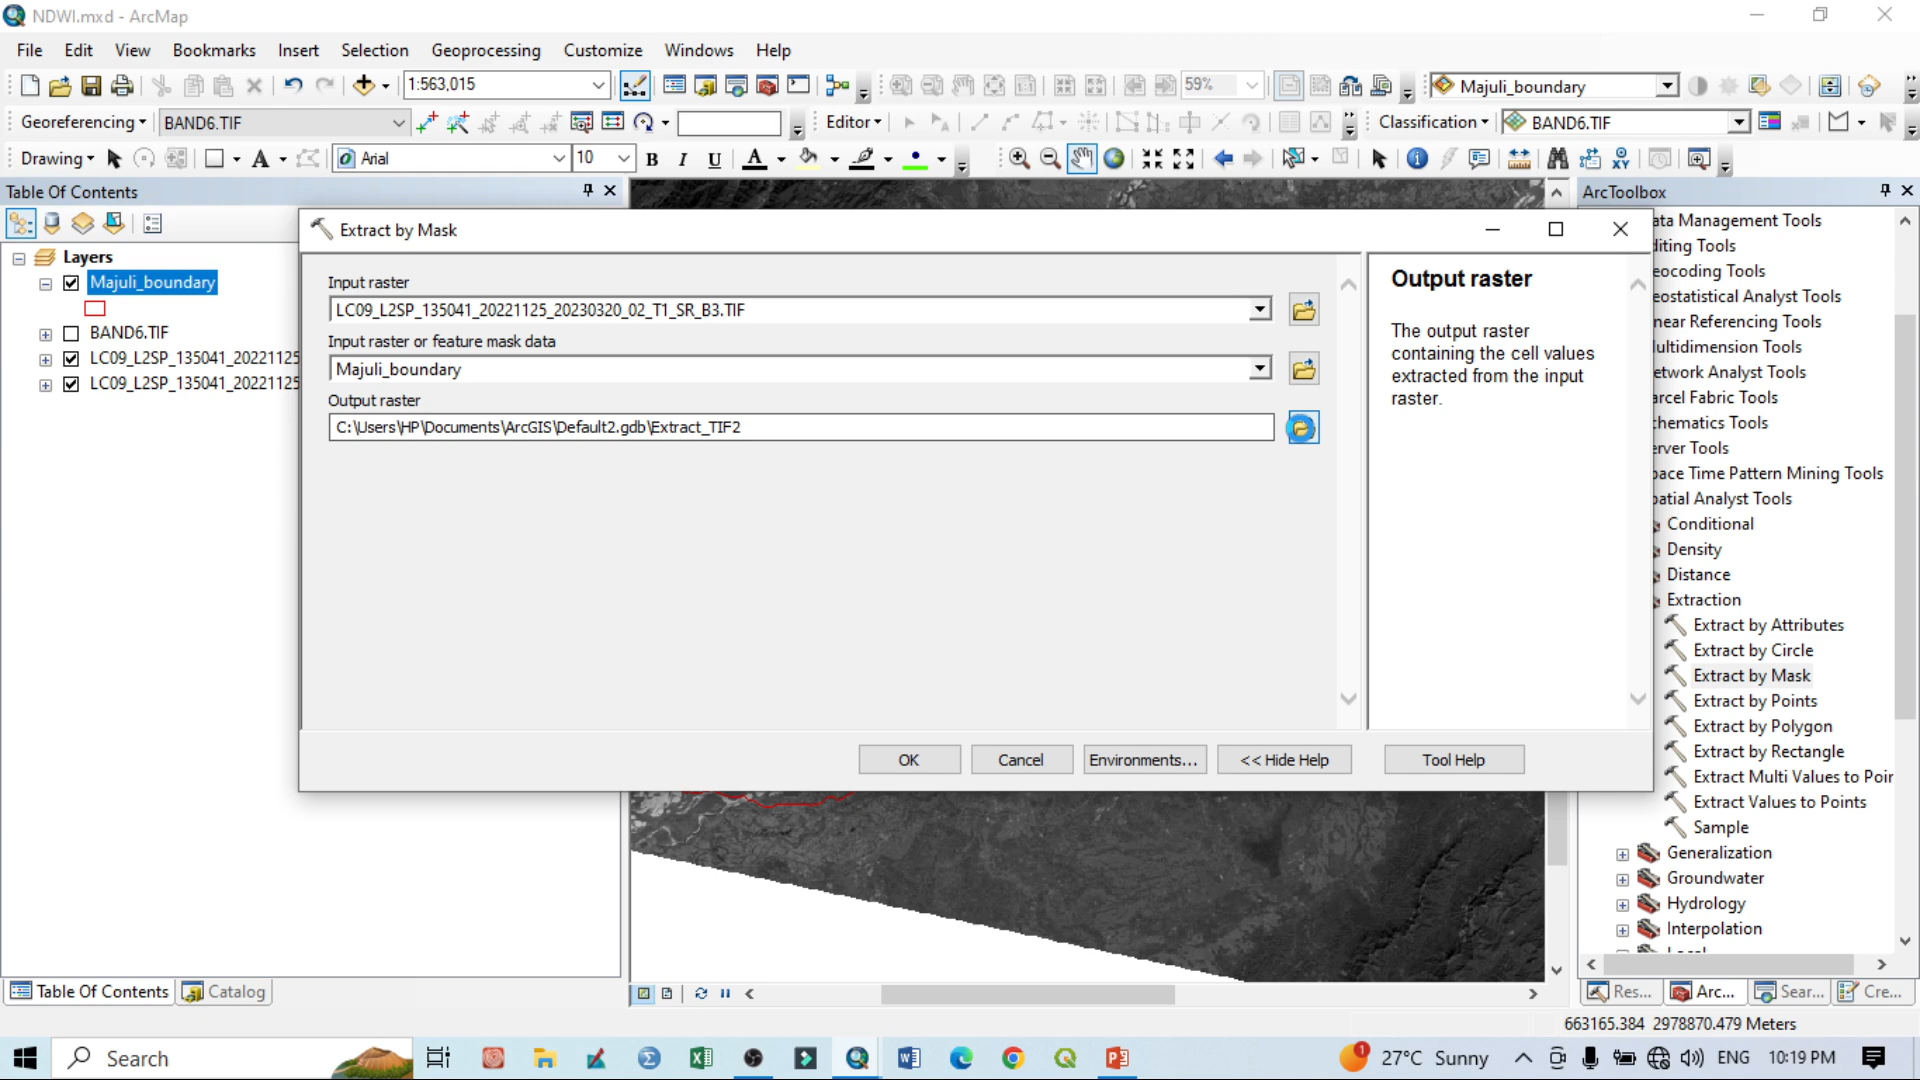 NDWI.mxd - ArcMap
File Edit View Bookmarks Insert Selection Geoprocessing Customize Windows Help
1:563,015 59% Majuli_boundary
Georeferencing BAND6.TIF Editor Classification BAND6.TIF
Drawing A Arial 10 B I U A XY
Table Of Contents
ArcToolbox
Layers
Majuli_boundary
BAND6.TIF
LC09_L2SP_135041_20221125
LC09_L2SP_135041_20221125
Extract by Mask
Input raster
LC09_L2SP_135041_20221125_20230320_02_T1_SR_B3.TIF
Input raster or feature mask data
Majuli_boundary
Output raster
C:\Users\HP\Documents\ArcGIS\Default2.gdb\Extract_TIF2
OK Cancel Environments... << Hide Help Tool Help
Output raster
The output raster
containing the cell values
extracted from the input
raster.
ata Management Tools
diting Tools
eocoding Tools
eostatistical Analyst Tools
near Referencing Tools
ultidimension Tools
etwork Analyst Tools
arcel Fabric Tools
chematics Tools
erver Tools
pace Time Pattern Mining Tools
patial Analyst Tools
Conditional
Density
Distance
Extraction
Extract by Attributes
Extract by Circle
Extract by Mask
Extract by Points
Extract by Polygon
Extract by Rectangle
Extract Multi Values to Poir
Extract Values to Points
Sample
Generalization
Groundwater
Hydrology
Interpolation
Local
Table Of Contents Catalog
Res... Arc... Sear... Cre...
663165.384 2978870.479 Meters
Search 1 27°C Sunny ENG 10:19 PM